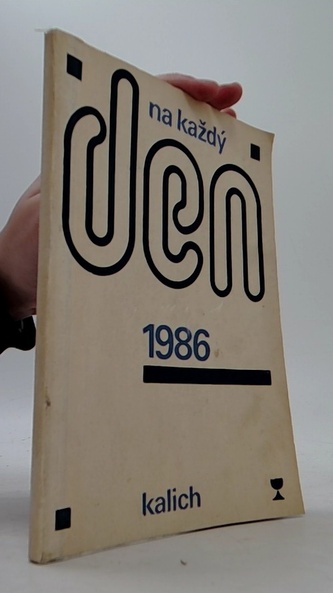 na každý
den
1986
kalich